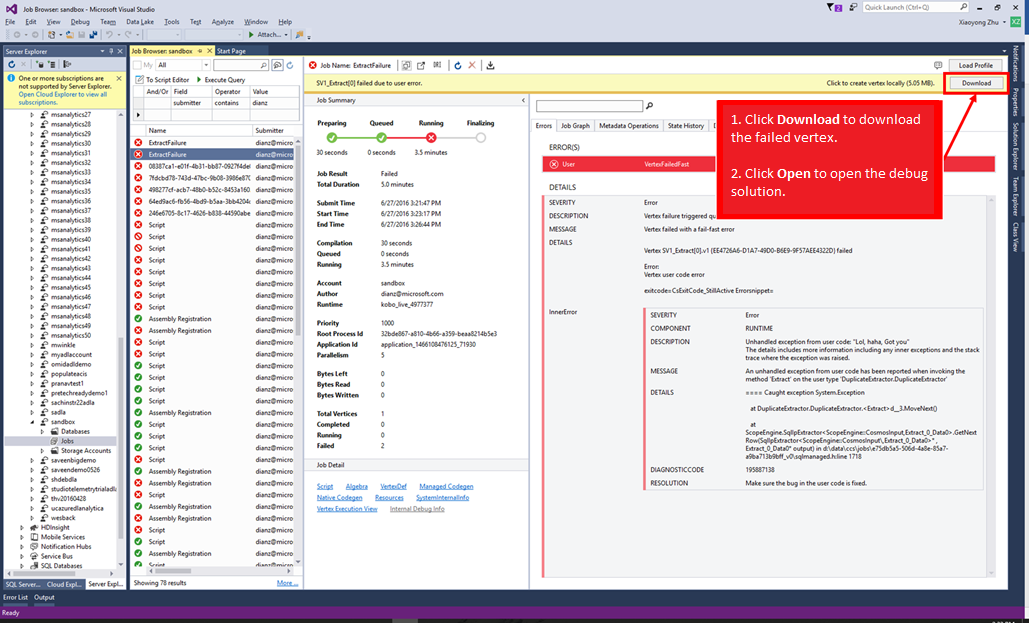 Job Browser: sandbox - Microsoft Visual Studio
2
Quick Launch (Ctrl+Q)
File Edit View Debug Team Data Lake Tools Test Analyze Window Help
Xiaoyong Zhu
XZ
Attach...
Server Explorer
One or more subscriptions are
not supported by Server Explorer.
Open Cloud Explorer to view all
subscriptions.
msanalytics27
msanalytics28
msanalytics29
msanalytics30
msanalytics31
msanalytics32
msanalytics33
msanalytics34
msanalytics35
msanalytics36
msanalytics37
msanalytics38
msanalytics39
msanalytics40
msanalytics41
msanalytics42
msanalytics43
msanalytics44
msanalytics45
msanalytics46
msanalytics47
msanalytics48
msanalytics49
msanalytics50
mwinkle
myadlaccount
omidadldemo
populateacis
pranavtest1
pretechreadydemo1
sachinstr22adla
sadla
sandbox
Databases
Jobs
Storage Accounts
saveenbigdemo
saveendemo0526
shdebdla
studiotelemetrytrialadla
thv20160428
ucazuredlanalytica
wesback
HDInsight
Mobile Services
Notification Hubs
Service Bus
SQL Databases
SQL Server... Cloud Expl... Server Expl...
Error List Output
Ready
Job Browser: sandbox Start Page
My All
To Script Editor Execute Query
And/Or Field Operator Value
submitter contains dianz
Name Submitter
ExtractFailure dianz@micro
ExtractFailure dianz@micro
08387ca1-e01f-4b31-bb87-0927f4del dianz@micro
7fdcbd78-743d-47bc-9b08-3986e87C dianz@micro
498277cf-acb7-48b0-b52c-8453a160 dianz@micro
64ed9ac6-fb56-4bd9-b5aa-3bb4204a dianz@micro
246e6705-8c17-4626-b838-44590abe dianz@micro
Script dianz@micro
Script dianz@micro
Script dianz@micro
Script dianz@micro
Script dianz@micro
Script dianz@micro
Script dianz@micro
Script dianz@micro
Assembly Registration dianz@micro
Assembly Registration dianz@micro
Script dianz@micro
Script dianz@micro
Script dianz@micro
Script dianz@micro
Script dianz@micro
Script dianz@micro
Assembly Registration dianz@micro
Script dianz@micro
Script dianz@micro
Script dianz@micro
Script dianz@micro
Assembly Registration dianz@micro
Assembly Registration dianz@micro
Script dianz@micro
Assembly Registration dianz@micro
Assembly Registration dianz@micro
Script dianz@micro
Script dianz@micro
Assembly Registration dianz@micro
Script dianz@micro
Showing 78 results More...
Job Name: ExtractFailure
Load Profile
SV1_Extract[0] failed due to user error.
Click to create vertex locally (5.05 MB).
Download
Job Summary
Preparing Queued Running Finalizing
30 seconds 0 seconds 3.5 minutes
Job Result Failed
Total Duration 5.0 minutes
Submit Time 6/27/2016 3:21:47 PM
Start Time 6/27/2016 3:23:17 PM
End Time 6/27/2016 3:26:44 PM
Compilation 30 seconds
Queued 0 seconds
Running 3.5 minutes
Account sandbox
Author dianz@microsoft.com
Runtime kobo_live_4977377
Priority 1000
Root Process Id 32bde867-a810-4b66-a359-beaa8214b5e3
Application Id application_1466108476125_71930
Parallelism 5
Bytes Left 0
Bytes Read 0
Bytes Written 0
Total Vertices 1
Completed 0
Running 0
Failed 2
Job Detail
Script Algebra VertexDef Managed Codegen
Native Codegen Resources SystemInternalInfo
Vertex Execution View Internal Debug Info
Errors Job Graph Metadata Operations State History
ERROR(S)
User VertexFailedFast
DETAILS
SEVERITY Error
DESCRIPTION Vertex failure triggered qu
MESSAGE Vertex failed with a fail-fast error
DETAILS
Vertex SV1_Extract[0].v1 {EE4726A6-D1A7-49D0-B6E9-9F57AEE4322D} failed
Error:
Vertex user code error
exitcode=CsExitCode_StillActive Errorsnippet=
InnerError
SEVERITY Error
COMPONENT RUNTIME
DESCRIPTION Unhandled exception from user code: "Lol, haha, Got you"
The details includes more information including any inner exceptions and the stack
trace where the exception was raised.
MESSAGE An unhandled exception from user code has been reported when invoking the
method 'Extract' on the user type 'DuplicateExtractor.DuplicateExtractor'
DETAILS ==== Caught exception System.Exception
at DuplicateExtractor.DuplicateExtractor.<Extract>d__3.MoveNext()
at
ScopeEngine.SqlIpExtractor<ScopeEngine::CosmosInput,Extract_0_Data0>.GetNext
Row(SqlIpExtractor<ScopeEngine::CosmosInput\,Extract_0_Data0>* ,
Extract_0_Data0* output) in d:\data\ccs\jobs\e75db5a5-506d-4a8e-85a7-
a9ba713b9bff_v0\sqlmanaged.h:line 1718
DIAGNOSTICCODE 195887138
RESOLUTION Make sure the bug in the user code is fixed.
1. Click Download to download
the failed vertex.
2. Click Open to open the debug
solution.
Notifications
Properties
Solution Explorer
Team Explorer
Class View